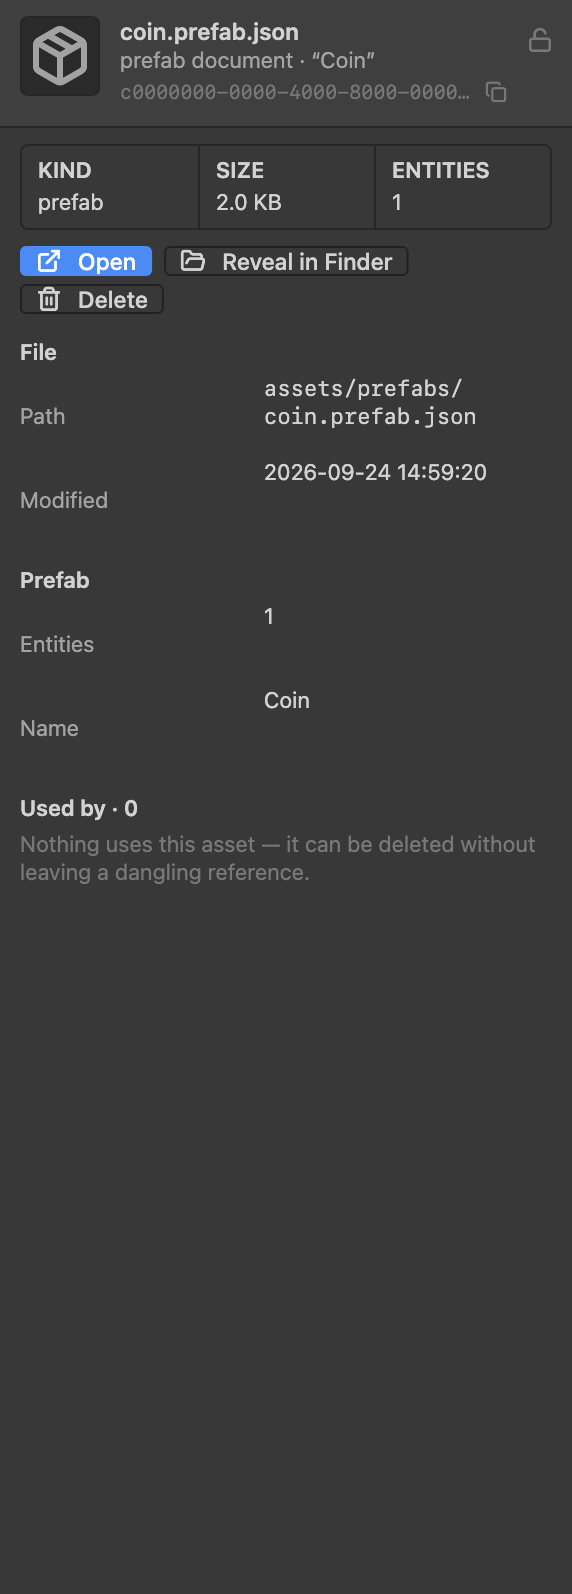 coin.prefab.json
prefab document · “Coin”
c0000000-0000-4000-8000-0000…
KIND
prefab
SIZE
2.0 KB
ENTITIES
1
Open
Reveal in Finder
Delete
File
Path
assets/prefabs/
coin.prefab.json
Modified
2026-09-24 14:59:20
Prefab
Entities
1
Name
Coin
Used by · 0
Nothing uses this asset — it can be deleted without
leaving a dangling reference.